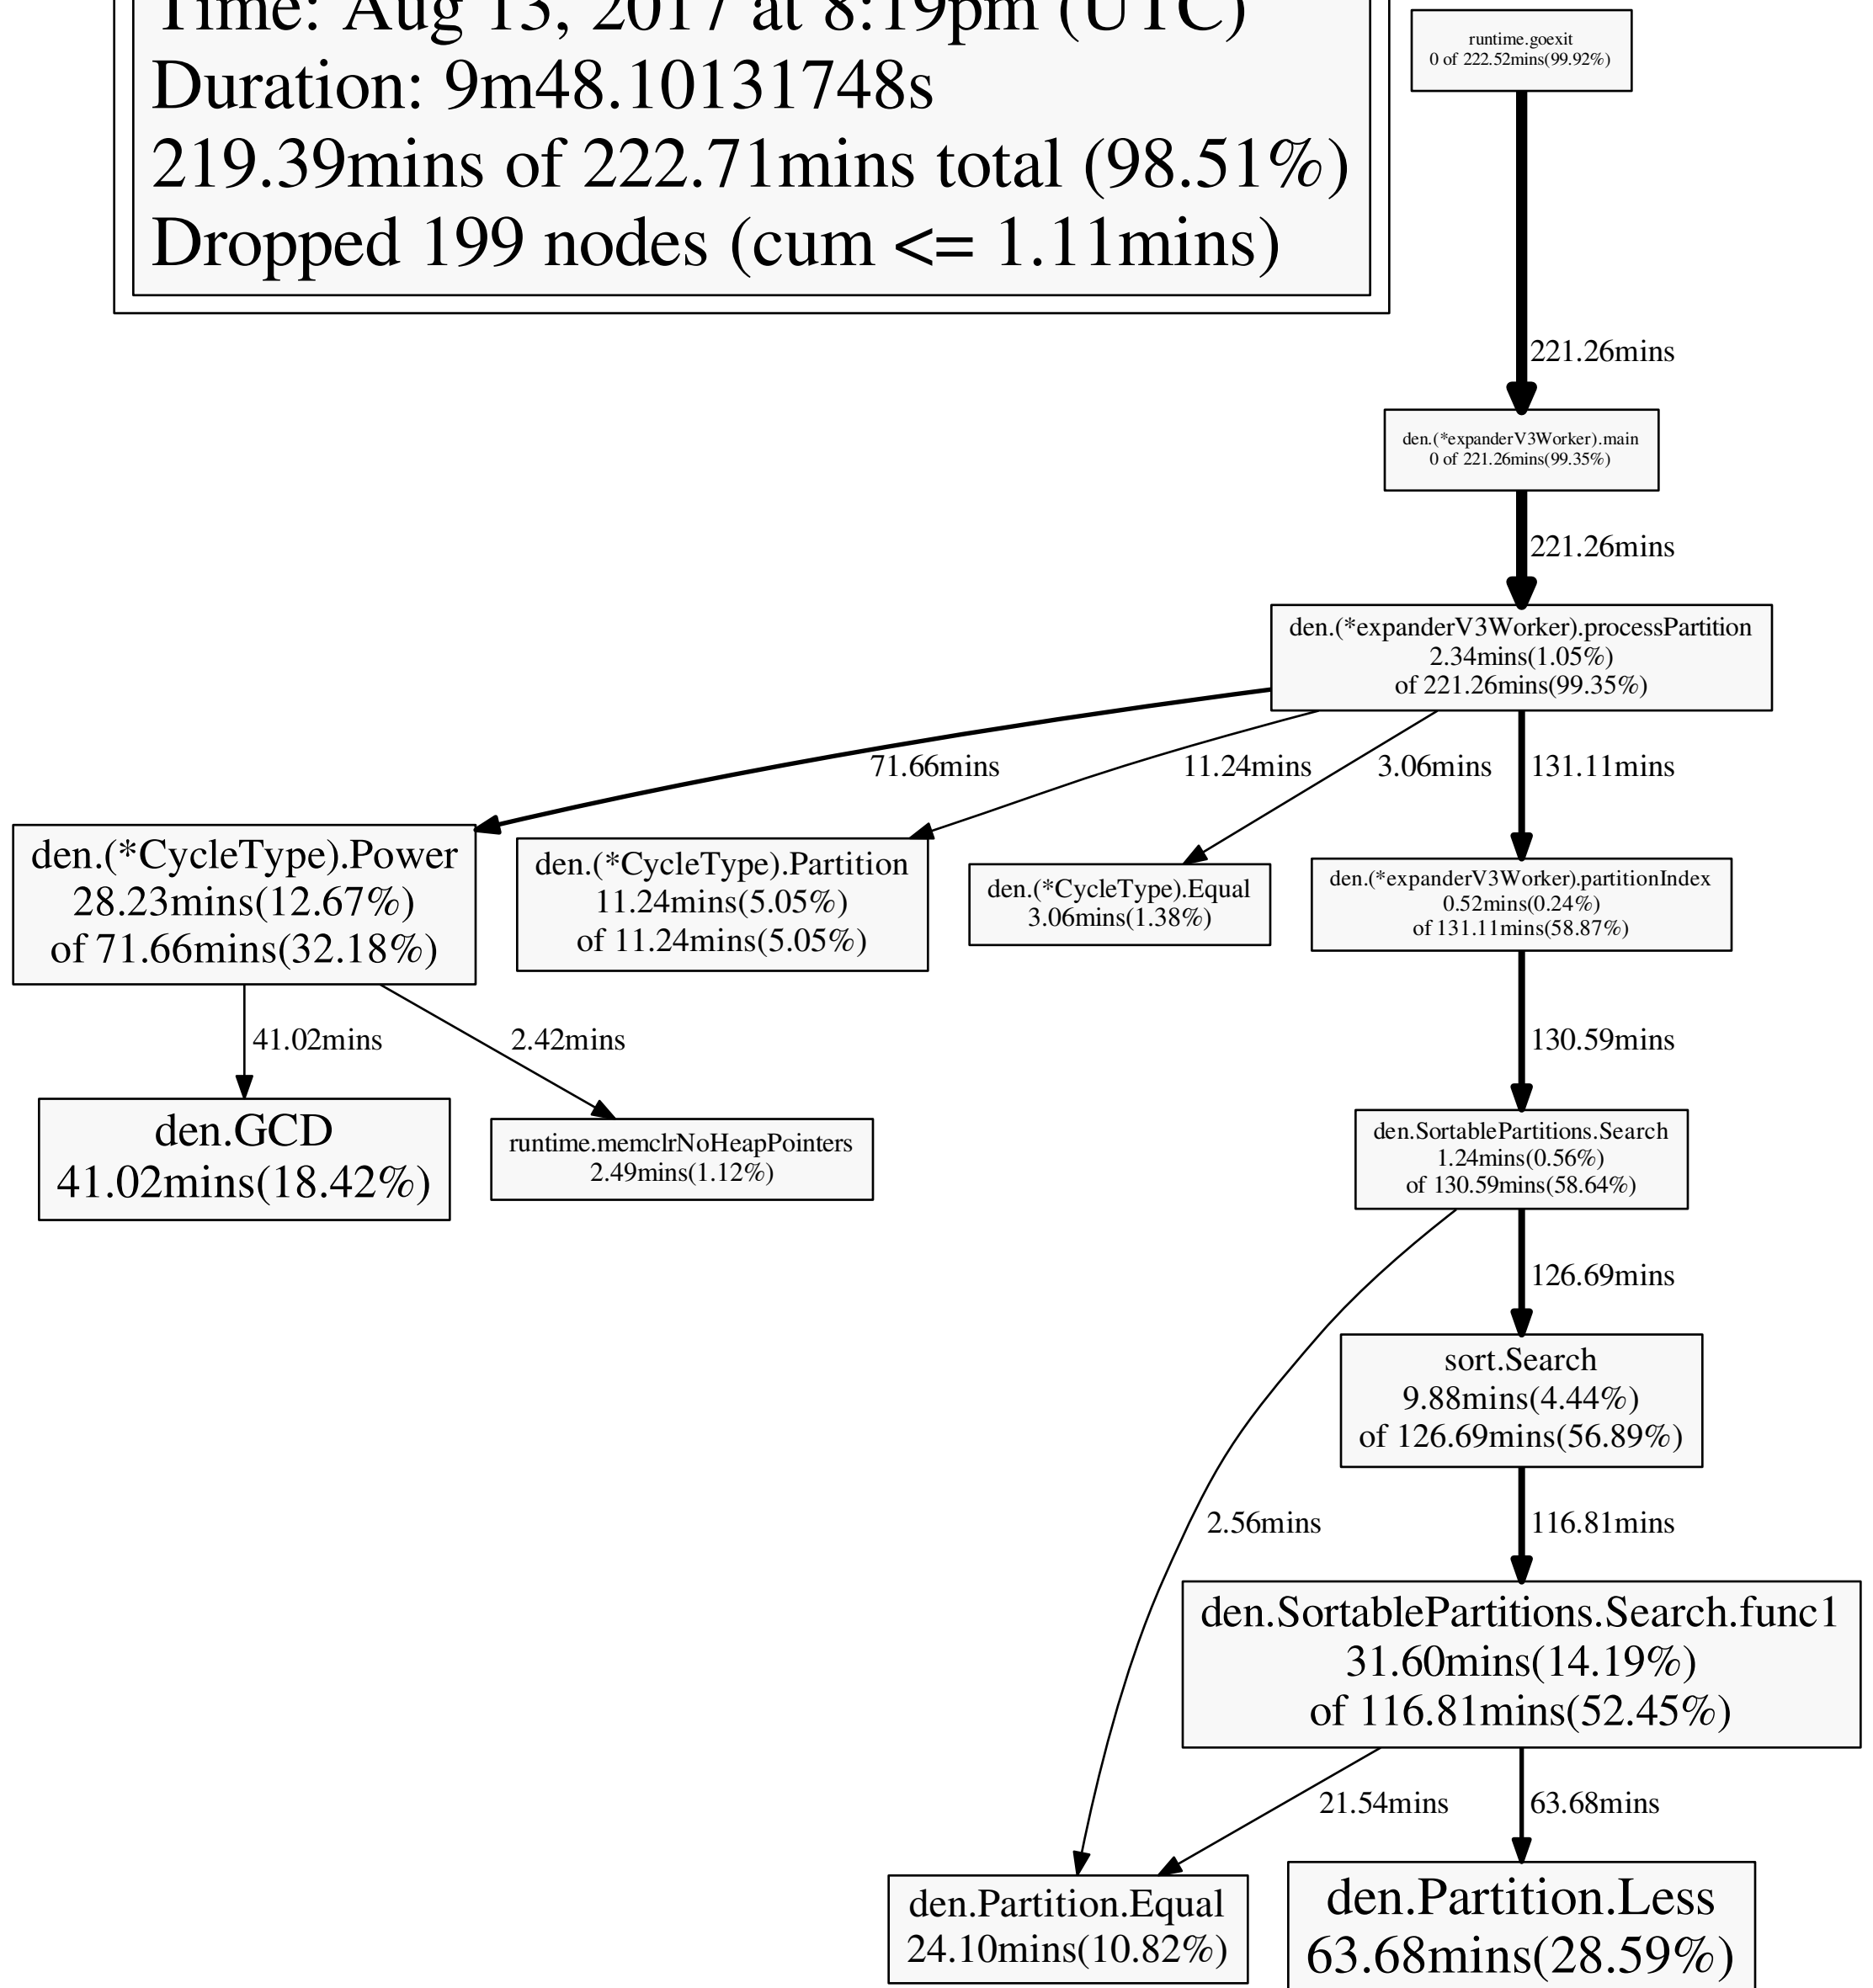 Time: Aug 13, 2017 at 8:19pm (UTC)
Duration: 9m48.10131748s
219.39mins of 222.71mins total (98.51%)
Dropped 199 nodes (cum <= 1.11mins)
runtime.goexit
0 of 222.52mins(99.92%)
221.26mins
den.(*expanderV3Worker).main
0 of 221.26mins(99.35%)
221.26mins
den.(*expanderV3Worker).processPartition
2.34mins(1.05%)
of 221.26mins(99.35%)
71.66mins
11.24mins
3.06mins
131.11mins
den.(*CycleType).Power
28.23mins(12.67%)
of 71.66mins(32.18%)
den.(*CycleType).Partition
11.24mins(5.05%)
of 11.24mins(5.05%)
den.(*CycleType).Equal
3.06mins(1.38%)
den.(*expanderV3Worker).partitionIndex
0.52mins(0.24%)
of 131.11mins(58.87%)
41.02mins
2.42mins
130.59mins
den.GCD
41.02mins(18.42%)
runtime.memclrNoHeapPointers
2.49mins(1.12%)
den.SortablePartitions.Search
1.24mins(0.56%)
of 130.59mins(58.64%)
126.69mins
sort.Search
9.88mins(4.44%)
of 126.69mins(56.89%)
2.56mins
116.81mins
den.SortablePartitions.Search.func1
31.60mins(14.19%)
of 116.81mins(52.45%)
21.54mins
63.68mins
den.Partition.Equal
24.10mins(10.82%)
den.Partition.Less
63.68mins(28.59%)